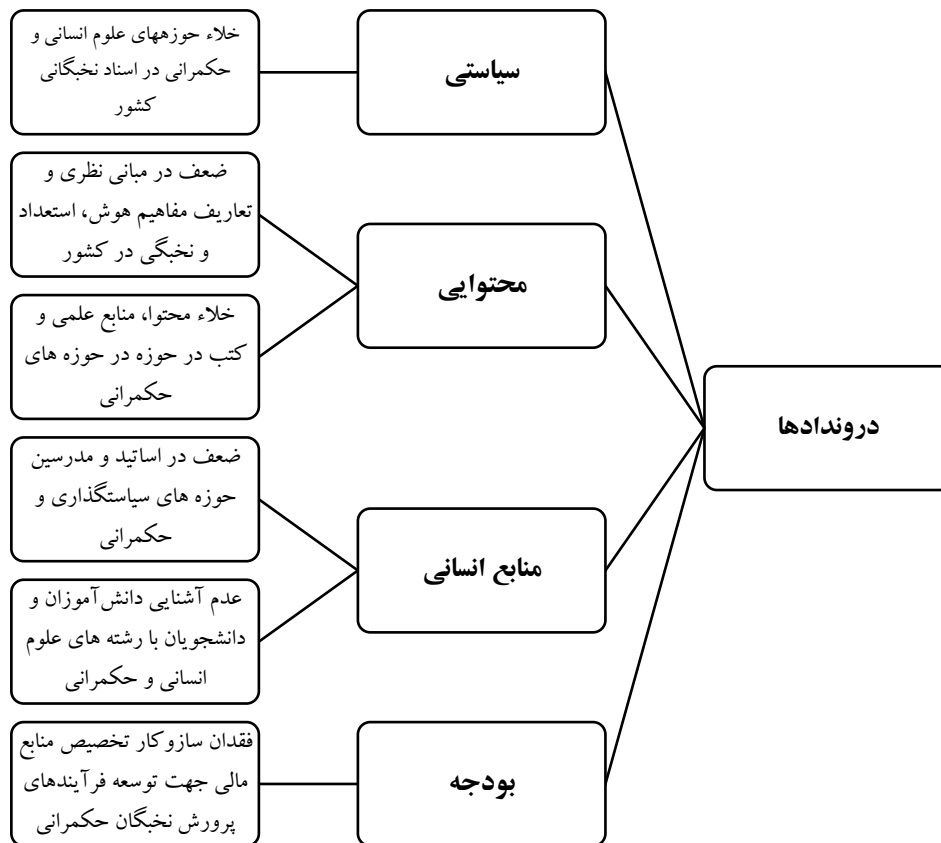 دروندادها
سیاستی
خلاء حوزههای علوم انسانی و
حکمرانی در اسناد نخبگانی
کشور
محتوایی
ضعف در مبانی نظری و
تعاریف مفاهیم هوش، استعداد
و نخبگی در کشور
خلاء محتوا، منابع علمی و
کتب در حوزه در حوزه های
حکمرانی
منابع انسانی
ضعف در اساتید و مدرسین
حوزه های سیاستگذاری و
حکمرانی
عدم آشنایی دانش‌آموزان و
دانشجویان با رشته های علوم
انسانی و حکمرانی
بودجه
فقدان سازوکار تخصیص منابع
مالی جهت توسعه فرآیندهای
پرورش نخبگان حکمرانی